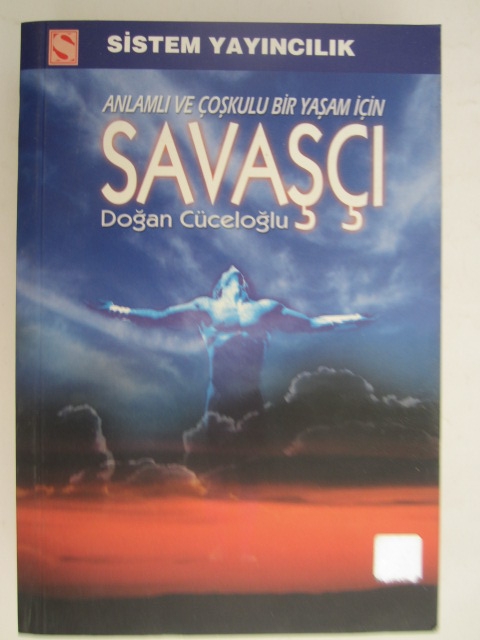 S
SİSTEM YAYINCILIK
ANLAMLI VE ÇOŞKULU BİR YAŞAM İÇİN
SAVAŞÇI
Doğan Cüceloğlu